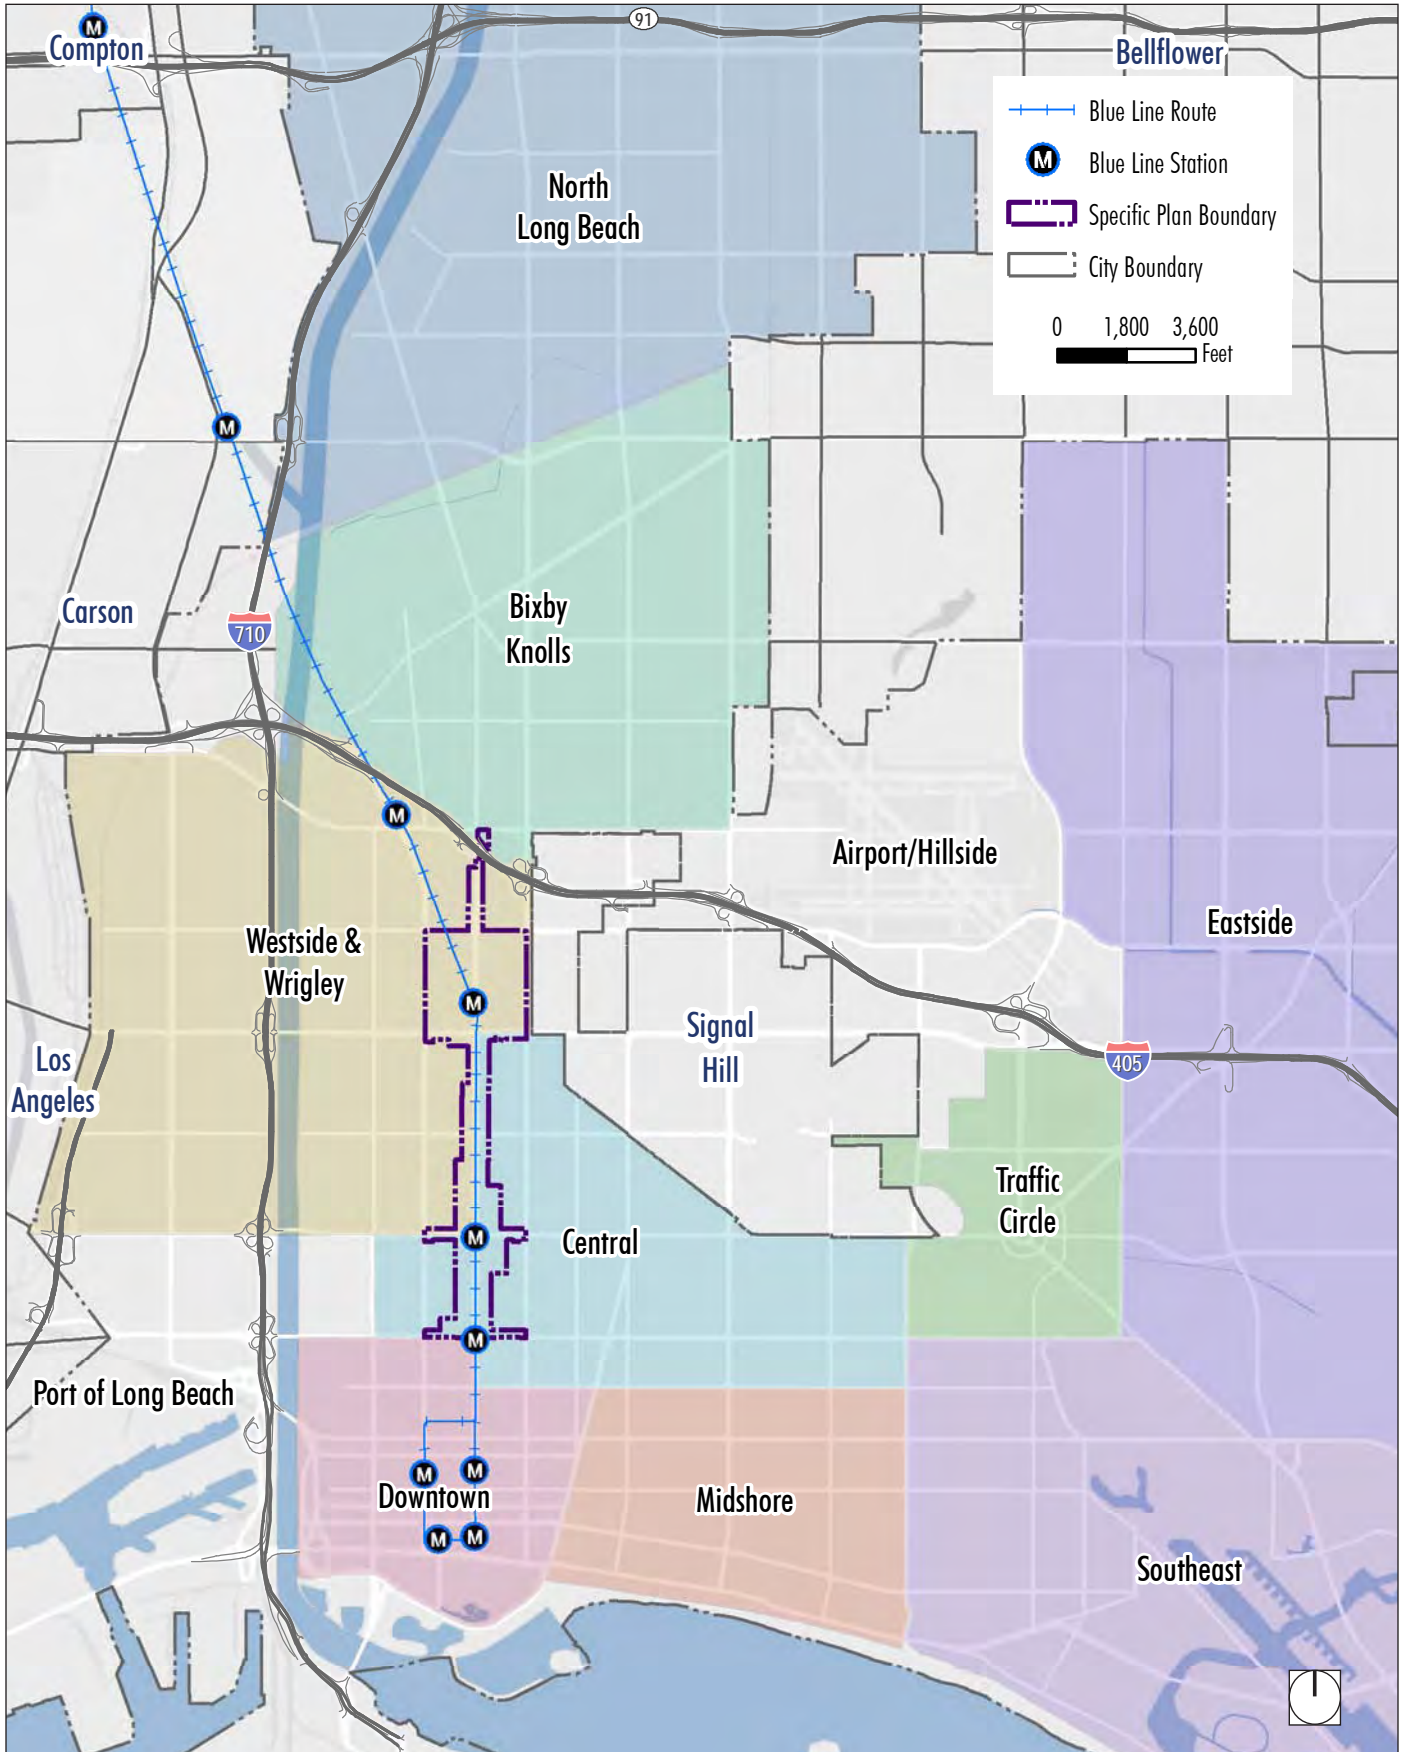 M
Compton
91
Bellflower
Blue Line Route
M
Blue Line Station
Specific Plan Boundary
City Boundary
0 1,800 3,600
Feet
North
Long Beach
M
Bixby
Knolls
Carson
710
M
Airport/Hillside
Eastside
Westside &
Wrigley
M
Signal
Hill
Los
Angeles
405
Traffic
Circle
Central
M
M
Port of Long Beach
M
M
Downtown
Midshore
M
M
Southeast